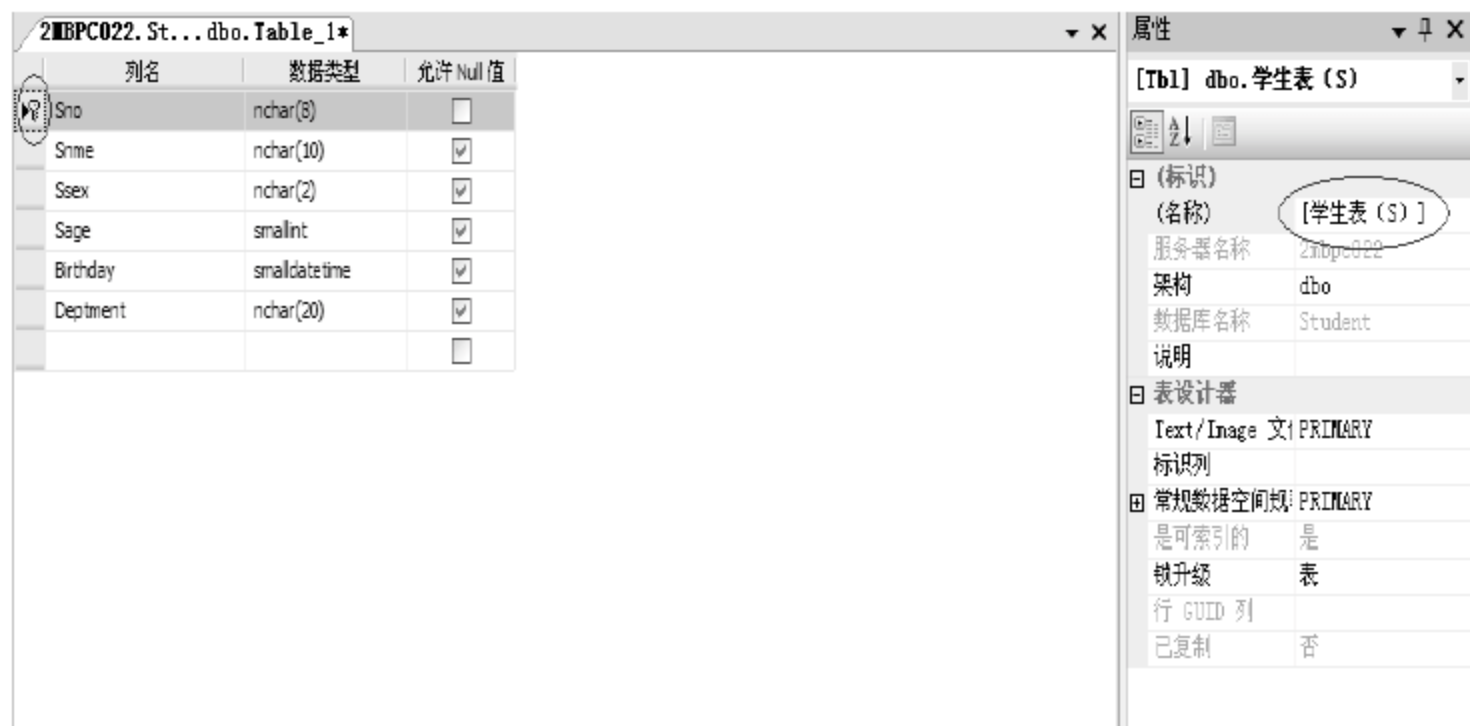 2MBPC022.St...dbo.Table_1*
列名 数据类型 允许 Null 值
Sno nchar(8)
Snme nchar(10)
Ssex nchar(2)
Sage smallint
Birthday smalldatetime
Deptment nchar(20)
属性
[Tbl] dbo.学生表（S）
(标识)
(名称) [学生表（S）]
服务器名称 2mbpc022
架构 dbo
数据库名称 Student
说明
表设计器
Text/Image 文 PRIMARY
标识列
常规数据空间规 PRIMARY
是可索引的 是
锁升级 表
行 GUID 列
已复制 否